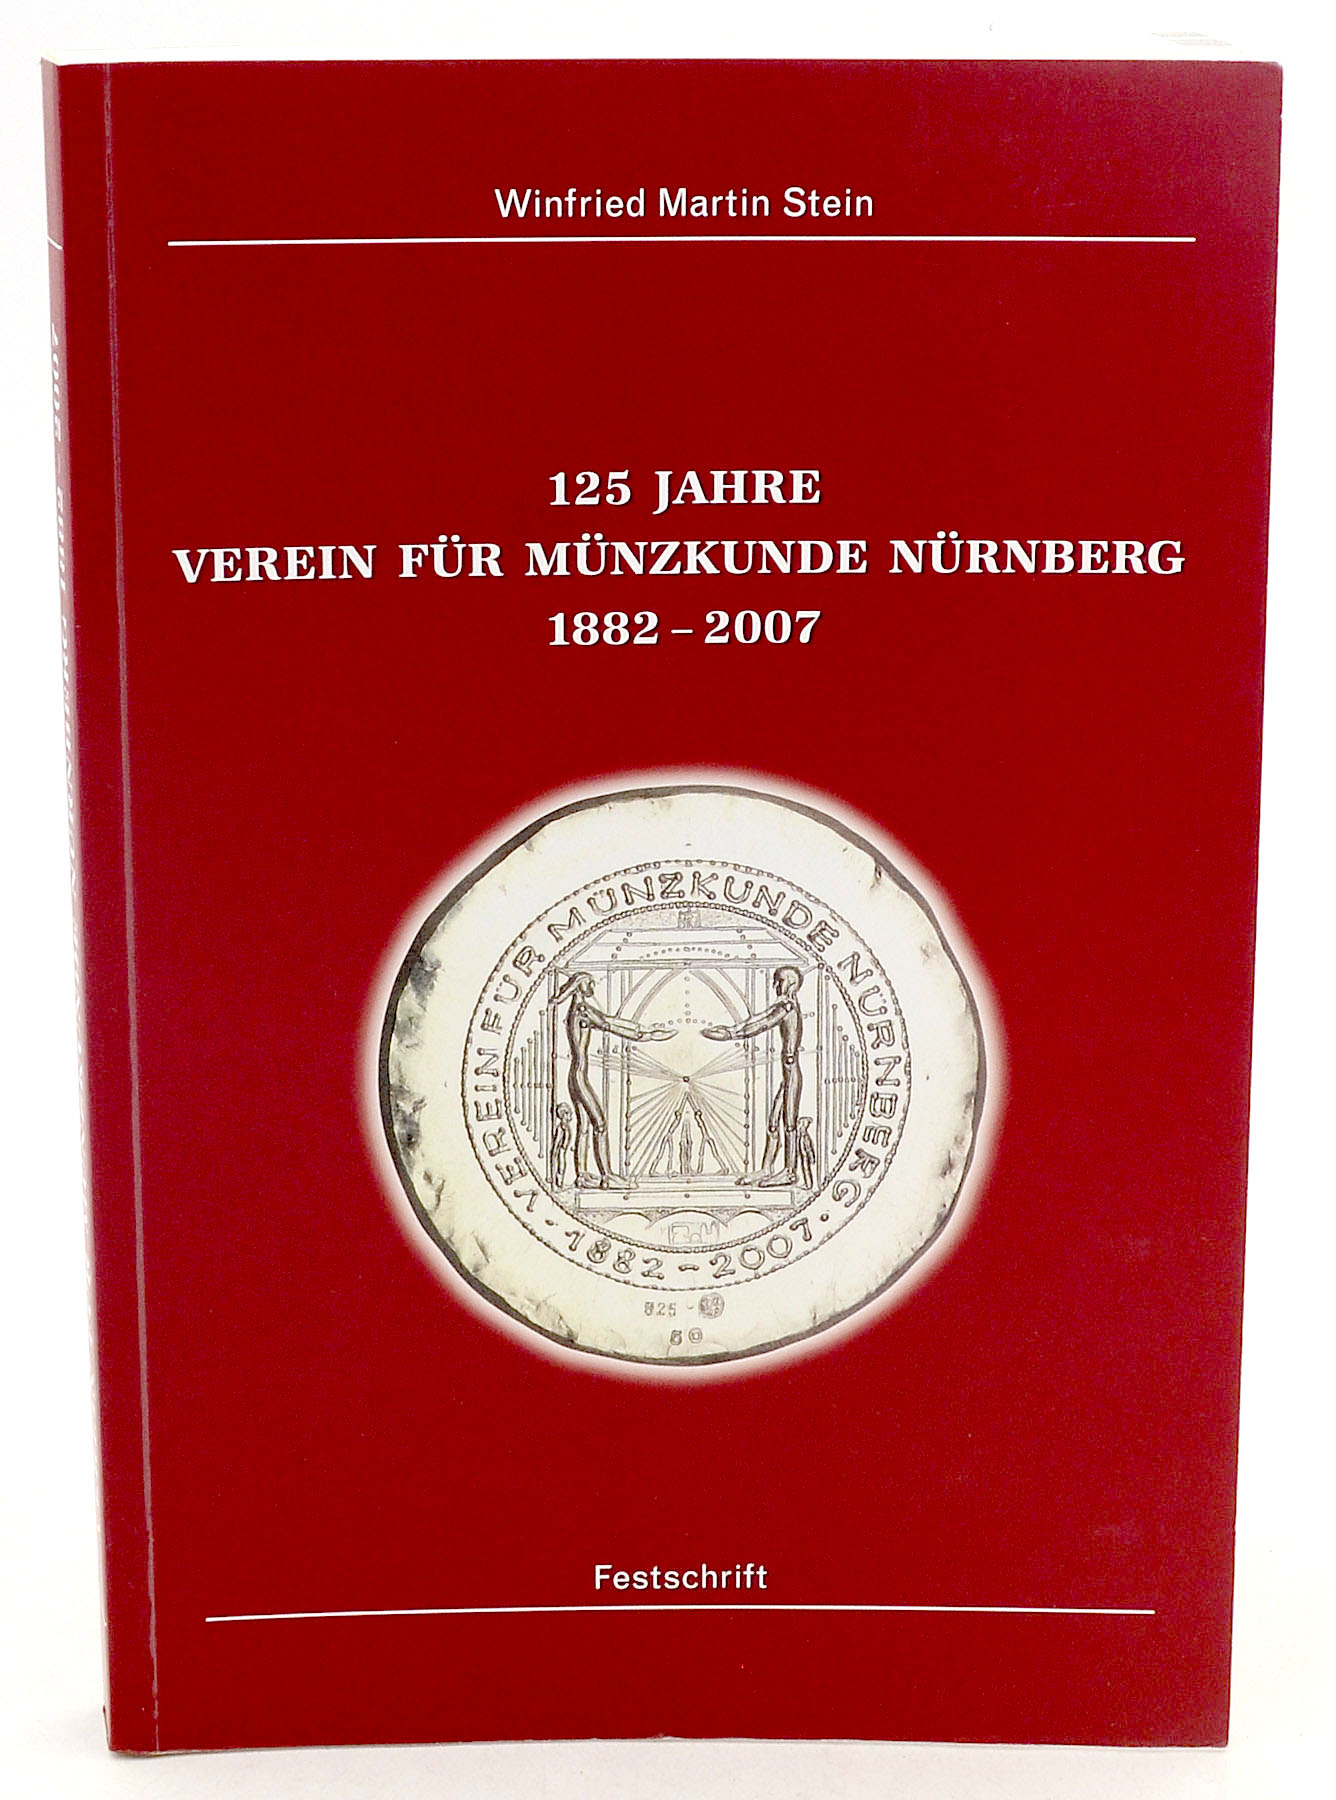 Winfried Martin Stein
125 JAHRE
VEREIN FÜR MÜNZKUNDE NÜRNBERG
1882 – 2007
VEREIN FÜR MÜNZKUNDE NÜRNBERG
· 1882 – 2007 ·
925
50
Festschrift